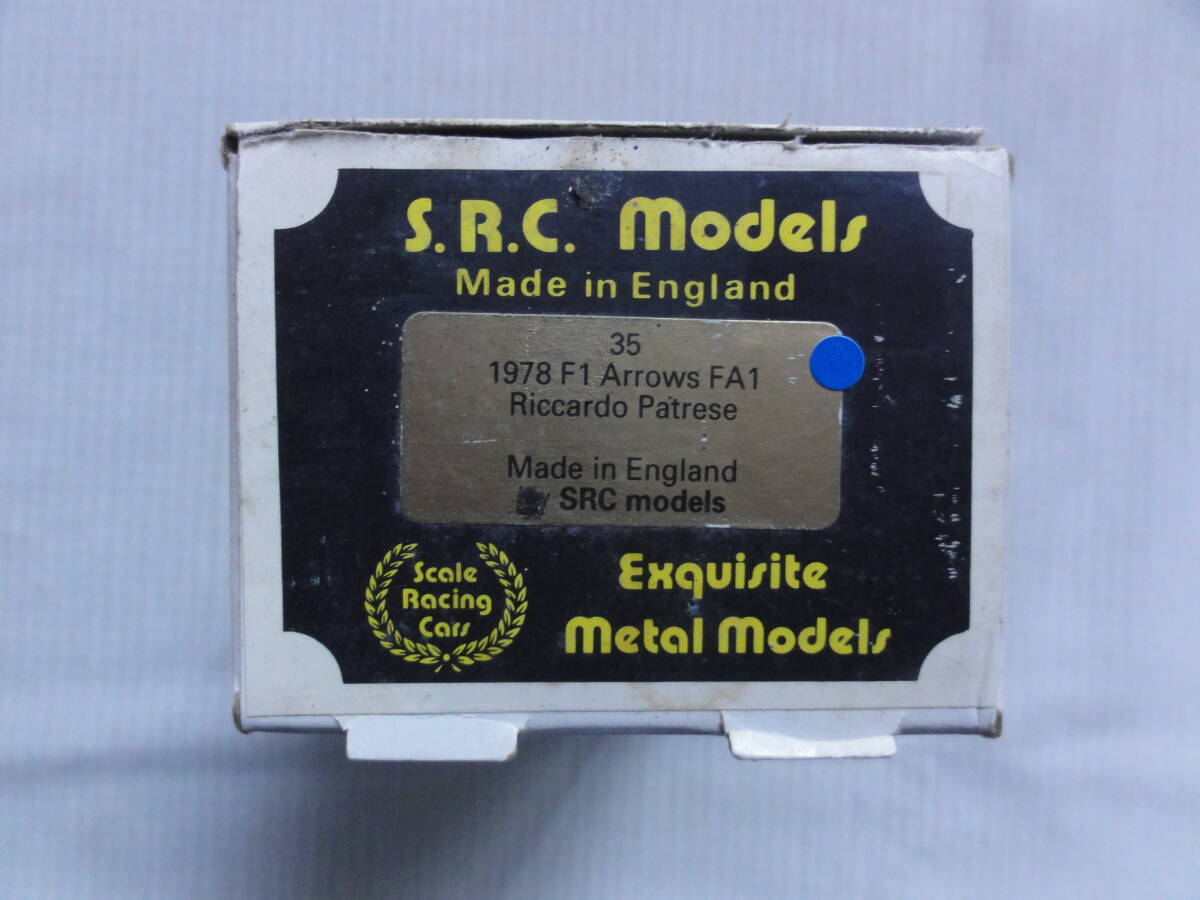 S.R.C. Models
Made in England
35
1978 F1 Arrows FA1
Riccardo Patrese
Made in England
SRC models
Scale
Racing
Cars
Exquisite
Metal Models